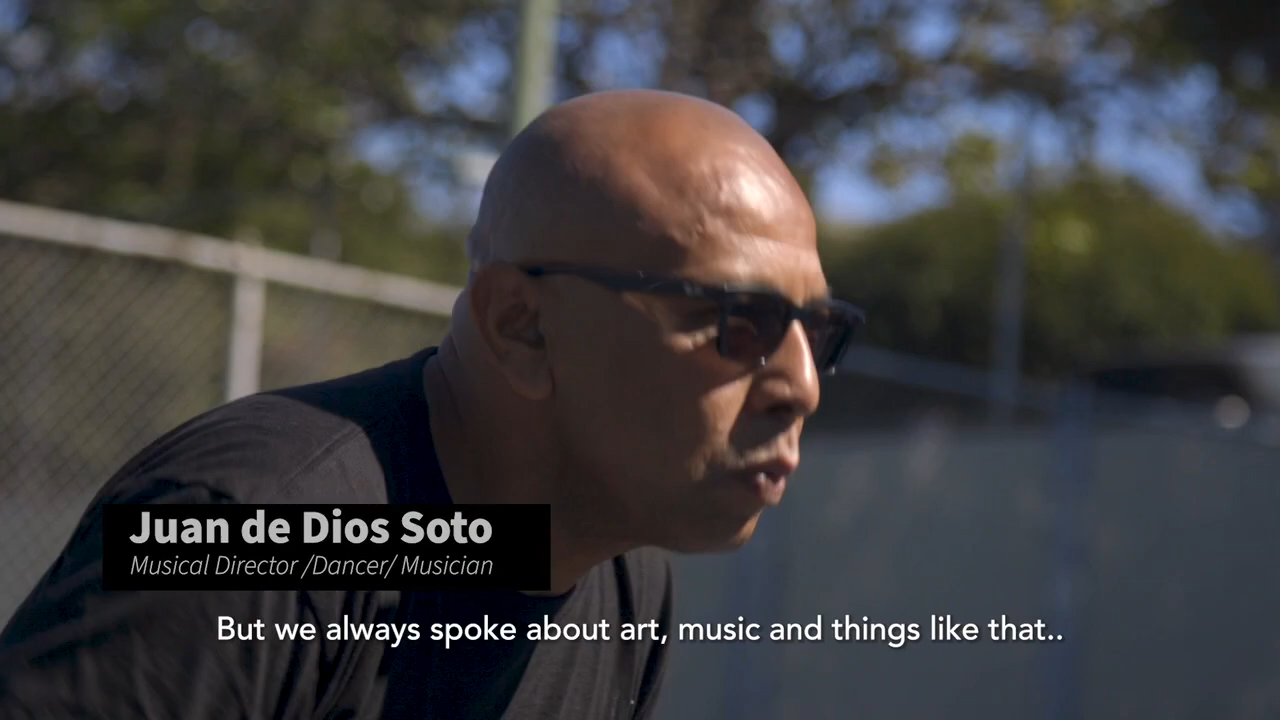 Juan de Dios Soto
Musical Director /Dancer/ Musician
But we always spoke about art, music and things like that..